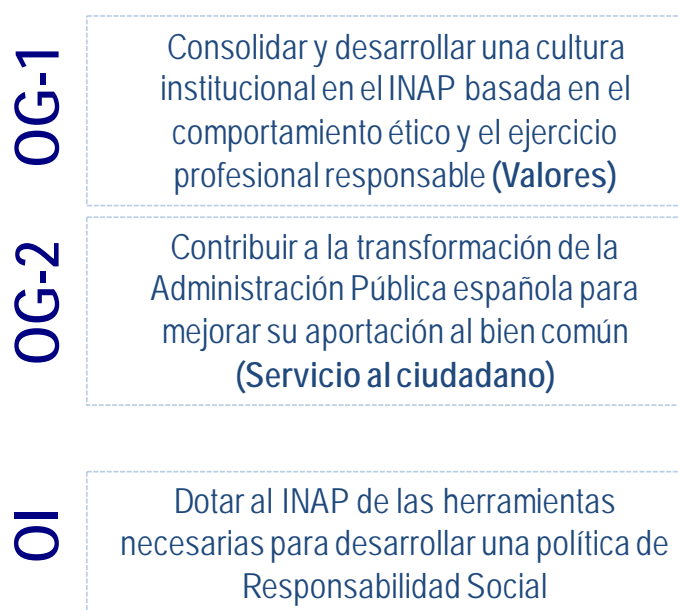 OG-1
Consolidar y desarrollar una cultura
institucional en el INAP basada en el
comportamiento ético y el ejercicio
profesional responsable (Valores)
OG-2
Contribuir a la transformación de la
Administración Pública española para
mejorar su aportación al bien común
(Servicio al ciudadano)
OI
Dotar al INAP de las herramientas
necesarias para desarrollar una política de
Responsabilidad Social